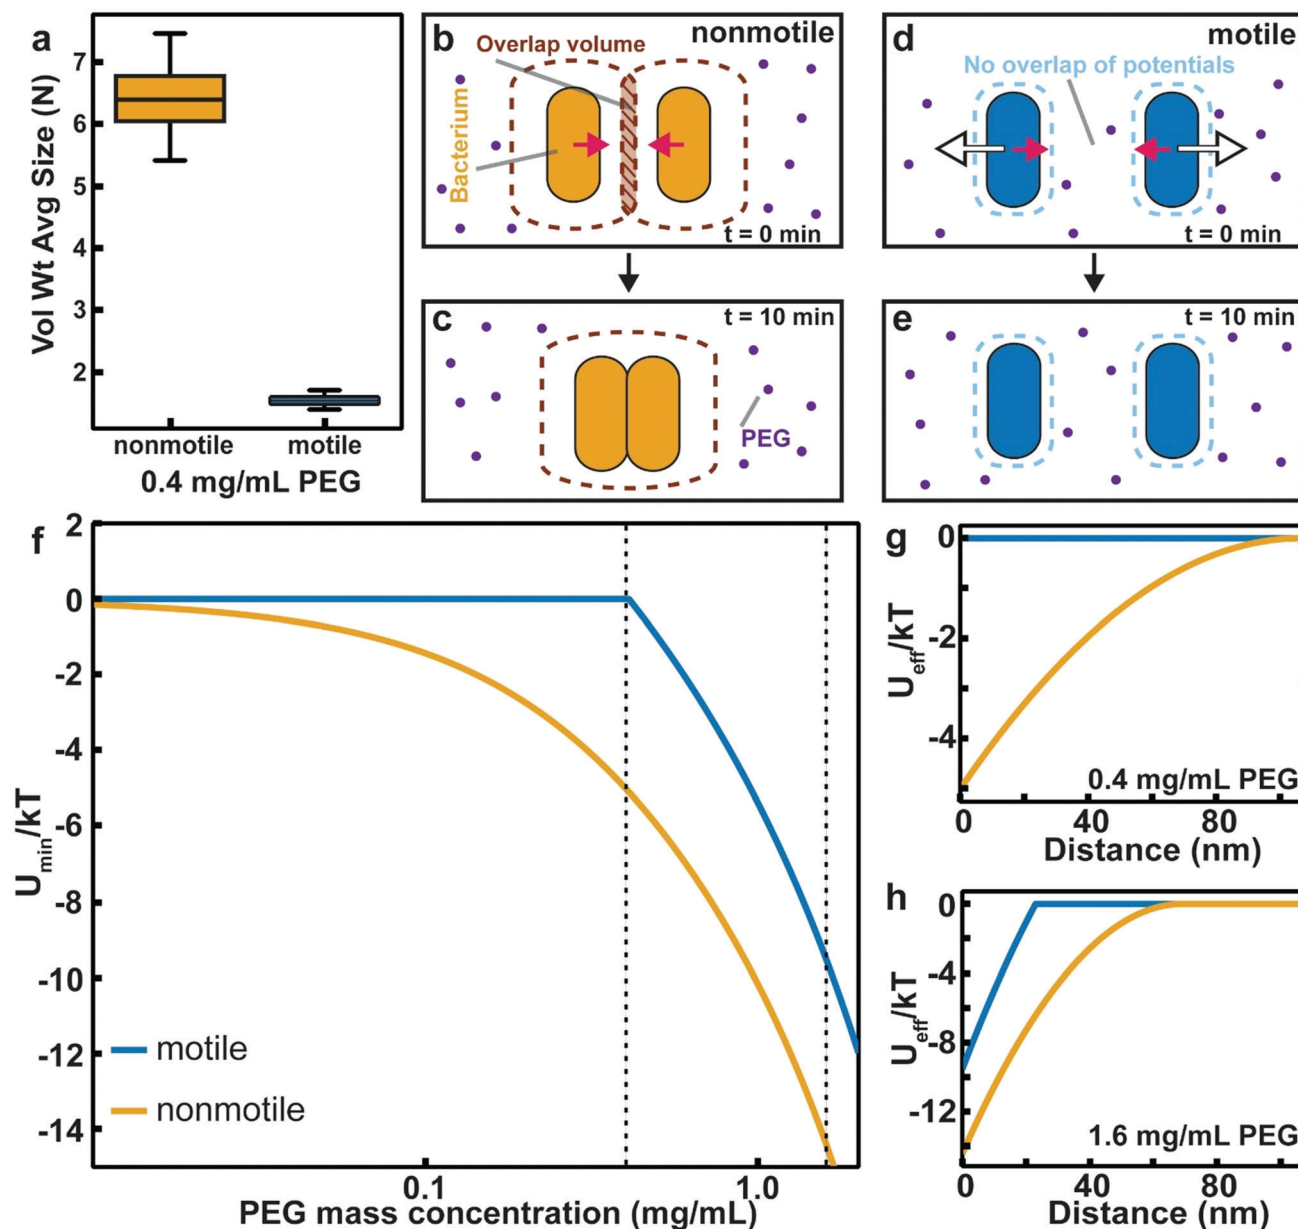 a
7
6
5
4
3
2
Vol Wt Avg Size (N)
nonmotile
motile
0.4 mg/mL PEG
b
nonmotile
Overlap volume
Bacterium
t = 0 min
c
t = 10 min
PEG
d
motile
No overlap of potentials
t = 0 min
e
t = 10 min
f
2
0
-2
-4
-6
-8
-10
-12
-14
Umin/kT
motile
nonmotile
0.1
1.0
PEG mass concentration (mg/mL)
g
0
-2
-4
Ueff/kT
0.4 mg/mL PEG
0
40
80
Distance (nm)
h
0
-4
-8
-12
Ueff/kT
1.6 mg/mL PEG
0
40
80
Distance (nm)